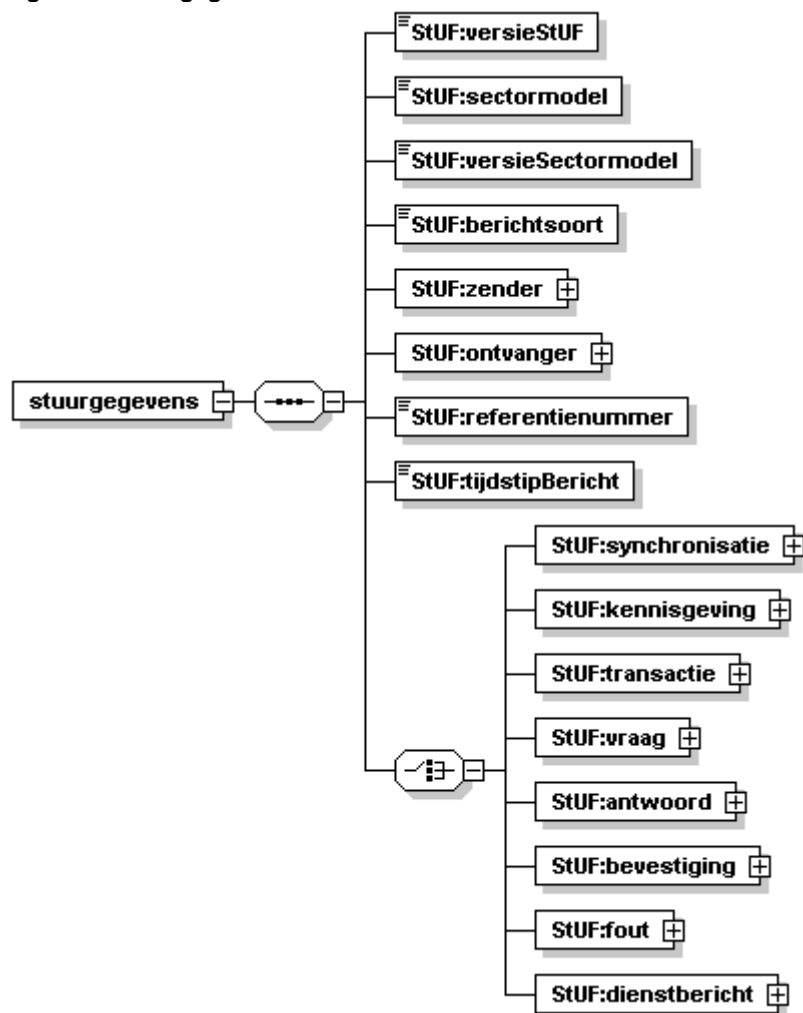 StUF:versieStUF
StUF:sectormodel
StUF:versieSectormodel
StUF:berichtsoort
StUF:zender
StUF:ontvanger
stuurgegevens
StUF:referentienummer
StUF:tijdstipBericht
StUF:synchronisatie
StUF:kennisgeving
StUF:transactie
StUF:vraag
StUF:antwoord
StUF:bevestiging
StUF:fout
StUF:dienstbericht